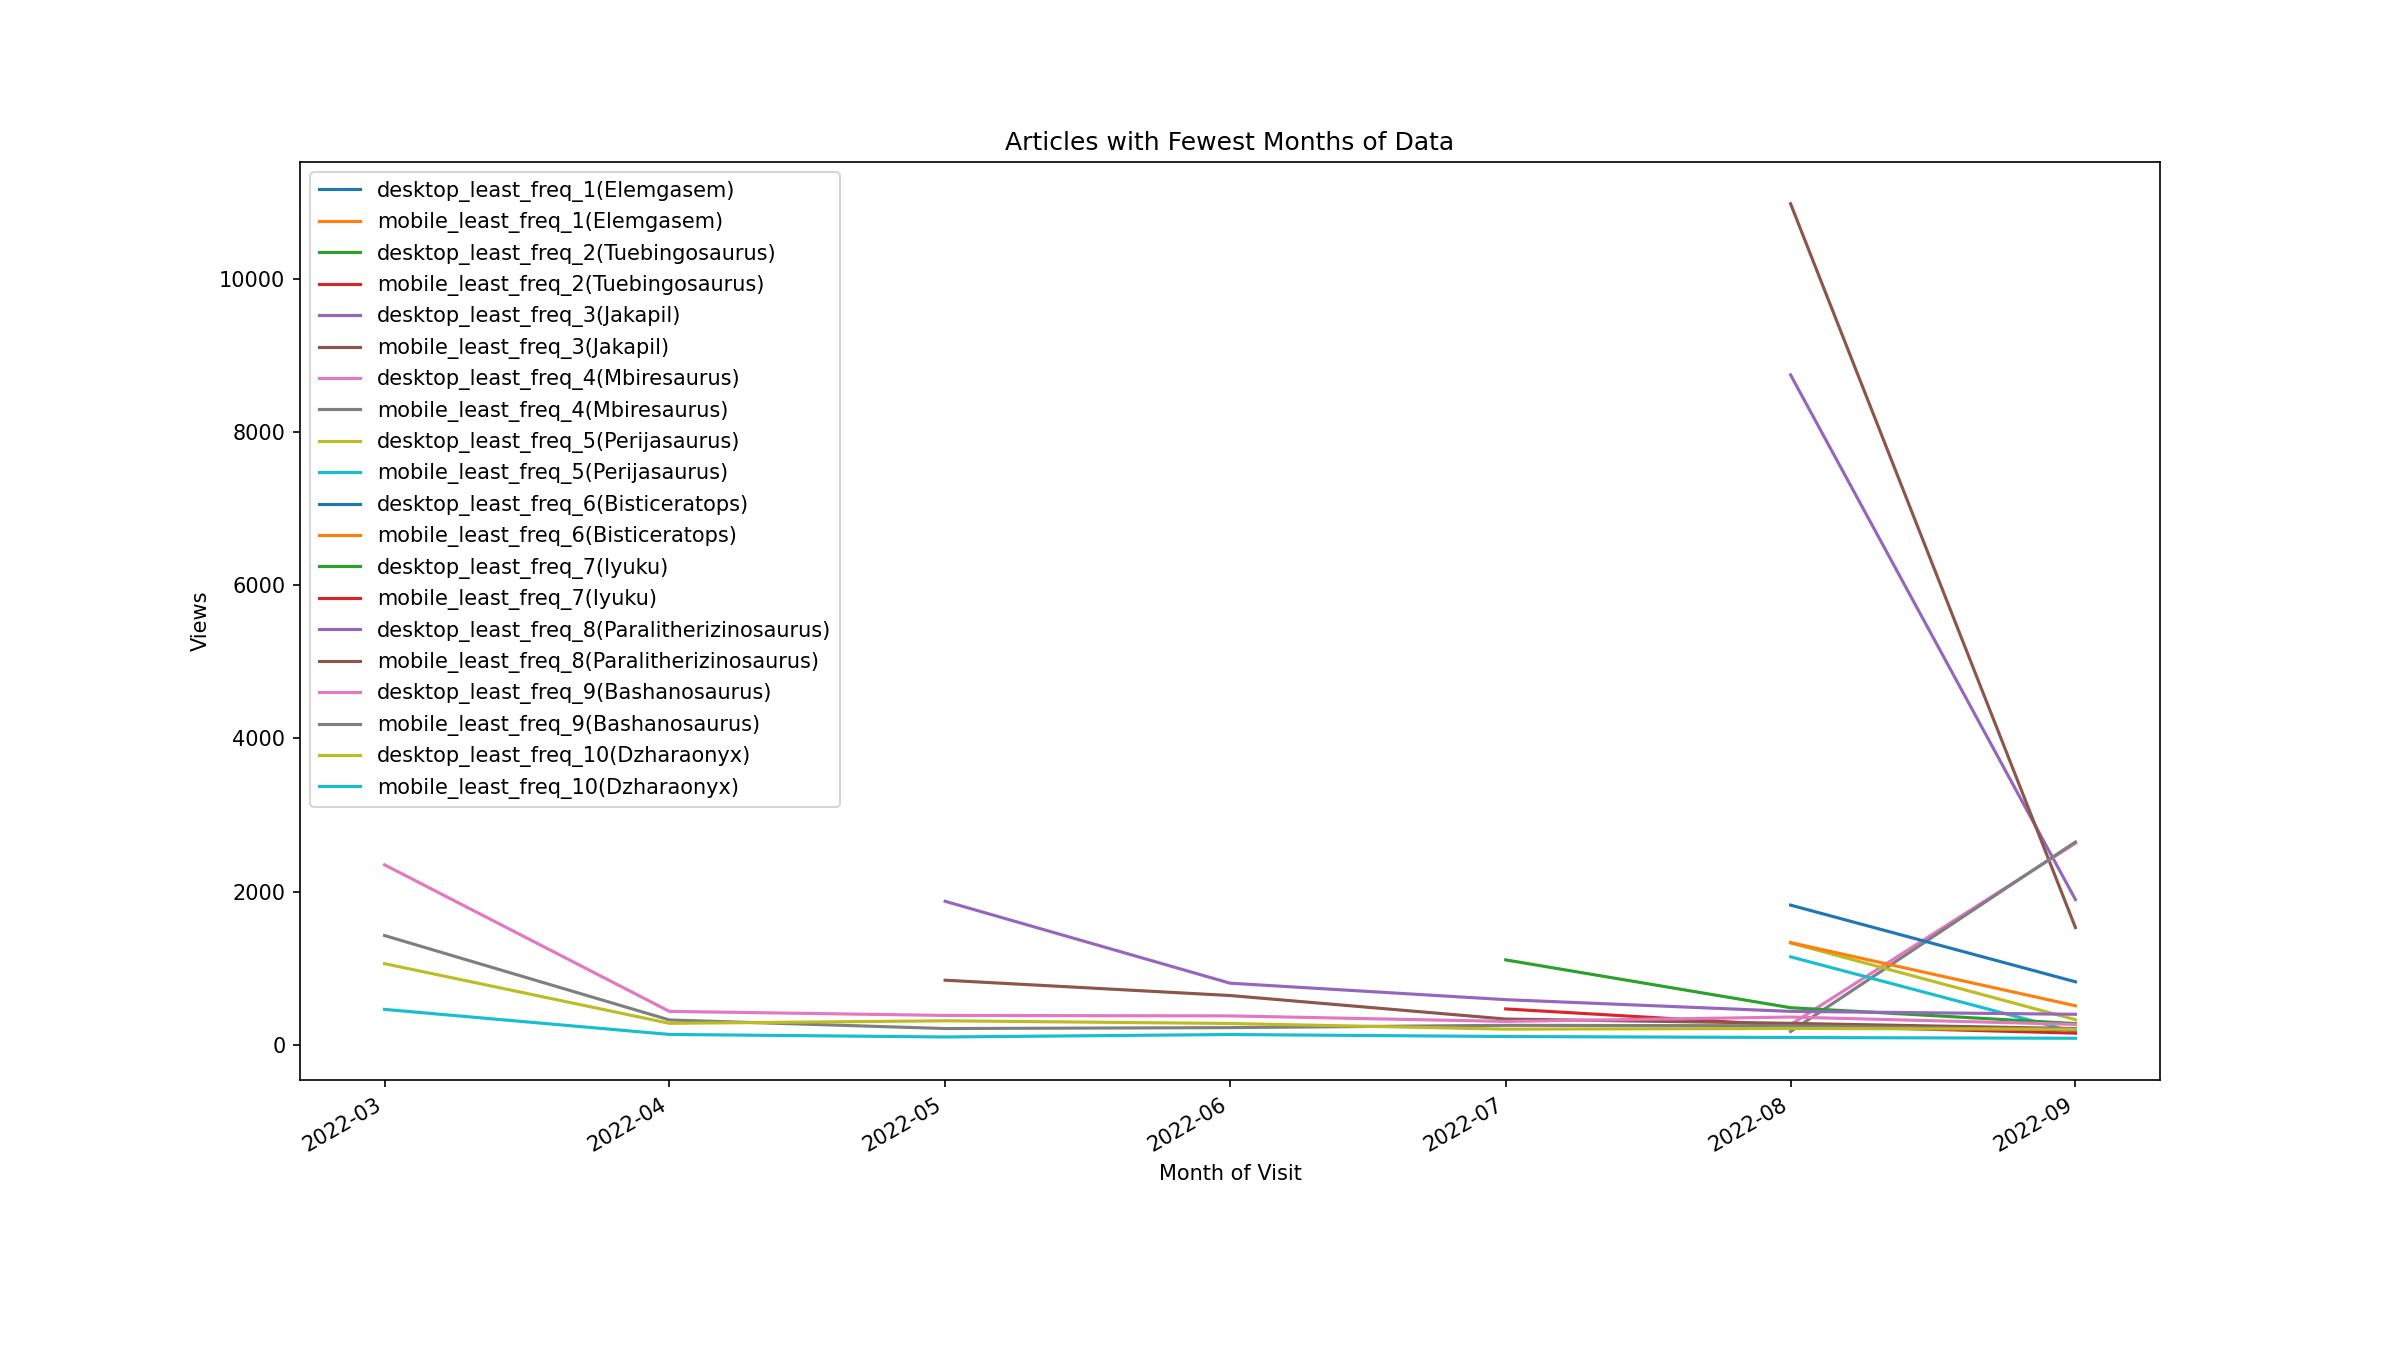 Articles with Fewest Months of Data
desktop_least_freq_1(Elemgasem)
mobile_least_freq_1(Elemgasem)
desktop_least_freq_2(Tuebingosaurus)
mobile_least_freq_2(Tuebingosaurus)
desktop_least_freq_3(Jakapil)
mobile_least_freq_3(Jakapil)
desktop_least_freq_4(Mbiresaurus)
mobile_least_freq_4(Mbiresaurus)
desktop_least_freq_5(Perijasaurus)
mobile_least_freq_5(Perijasaurus)
desktop_least_freq_6(Bisticeratops)
mobile_least_freq_6(Bisticeratops)
desktop_least_freq_7(Iyuku)
mobile_least_freq_7(Iyuku)
desktop_least_freq_8(Paralitherizinosaurus)
mobile_least_freq_8(Paralitherizinosaurus)
desktop_least_freq_9(Bashanosaurus)
mobile_least_freq_9(Bashanosaurus)
desktop_least_freq_10(Dzharaonyx)
mobile_least_freq_10(Dzharaonyx)
10000
8000
6000
4000
2000
0
Views
2022-03
2022-04
2022-05
2022-06
2022-07
2022-08
2022-09
Month of Visit